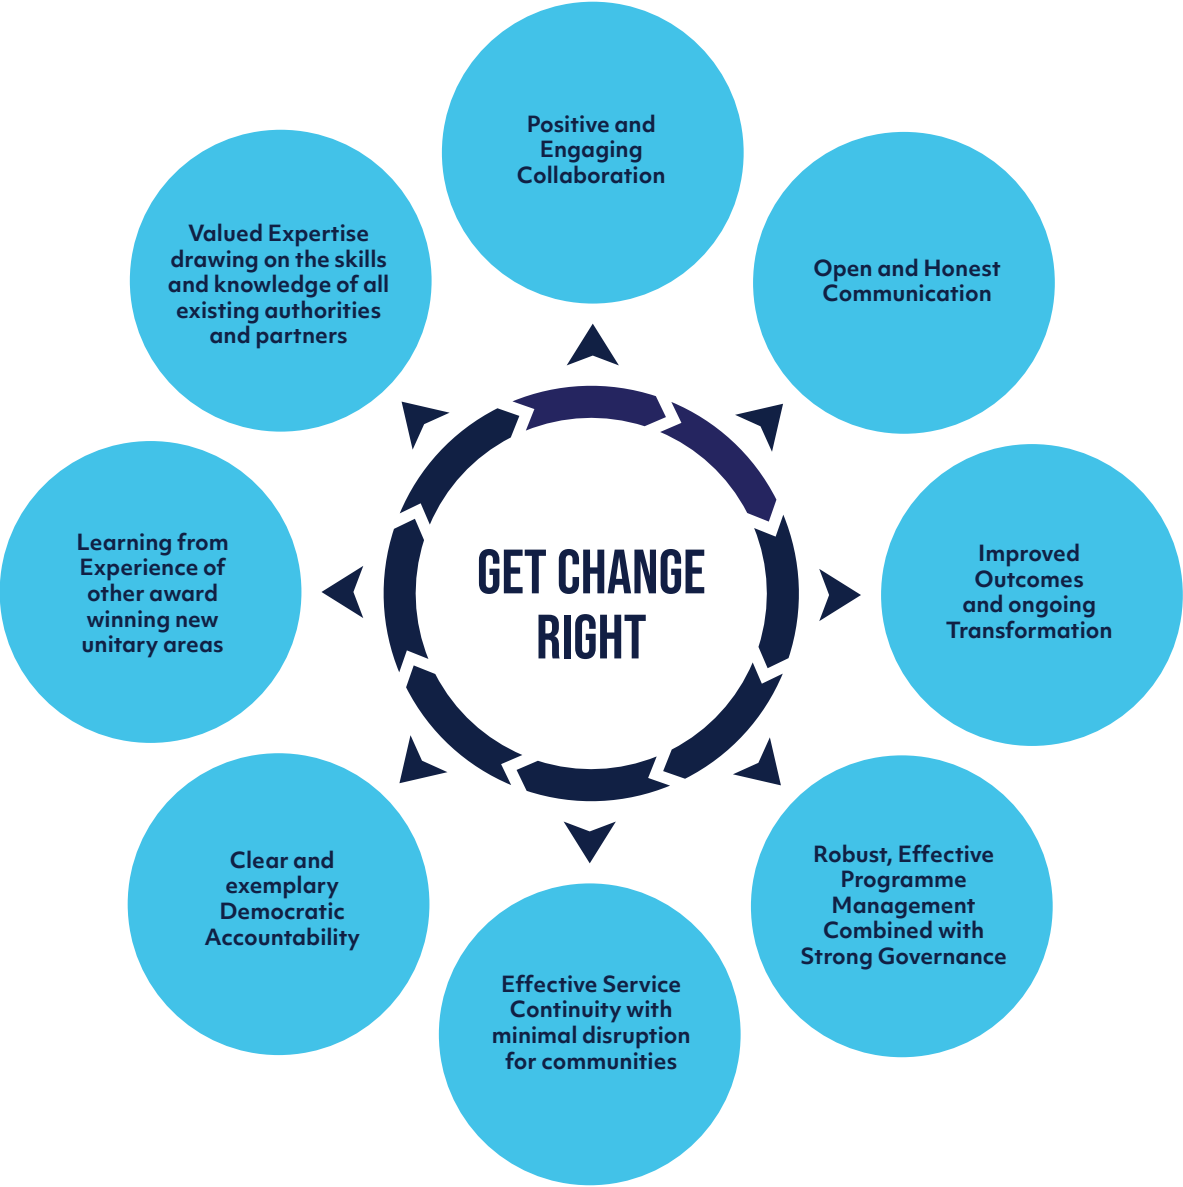 Positive and
Engaging
Collaboration
Open and Honest
Communication
Improved
Outcomes
and ongoing
Transformation
Robust, Effective
Programme
Management
Combined with
Strong Governance
Effective Service
Continuity with
minimal disruption
for communities
Clear and
exemplary
Democratic
Accountability
Learning from
Experience of
other award
winning new
unitary areas
Valued Expertise
drawing on the skills
and knowledge of all
existing authorities
and partners
GET CHANGE
RIGHT